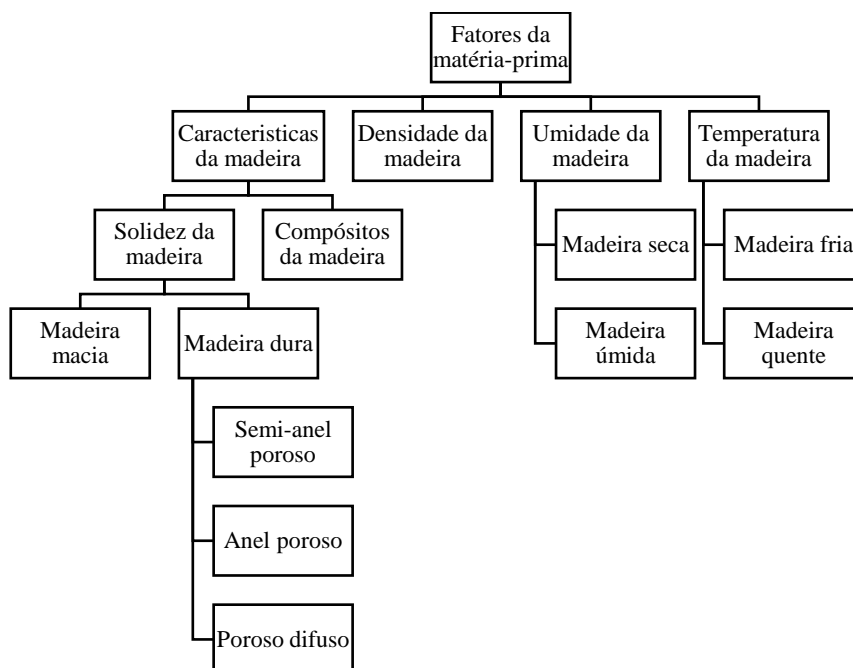 Fatores da
matéria-prima
Caracteristicas
da madeira
Densidade da
madeira
Umidade da
madeira
Temperatura
da madeira
Solidez da
madeira
Compósitos
da madeira
Madeira seca
Madeira fria
Madeira
macia
Madeira dura
Madeira
úmida
Madeira
quente
Semi-anel
poroso
Anel poroso
Poroso difuso